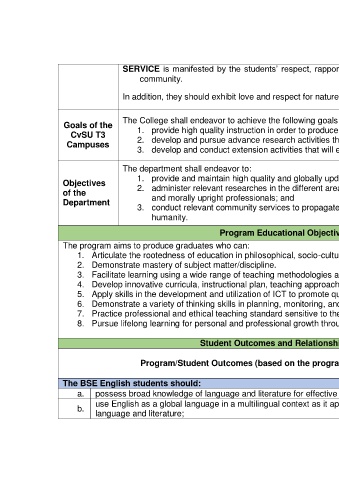 SERVICE is manifested by the students' respect, rappor
community.
In addition, they should exhibit love and respect for nature
Goals of the
CvSU T3
Campuses
The College shall endeavor to achieve the following goals
1. provide high quality instruction in order to produce
2. develop and pursue advance research activities th
3. develop and conduct extension activities that will e
Objectives
of the
Department
The department shall endeavor to:
1. provide and maintain high quality and globally upd
2. administer relevant researches in the different area
and morally upright professionals; and
3. conduct relevant community services to propagate
humanity.
Program Educational Objectiv
The program aims to produce graduates who can:
1. Articulate the rootedness of education in philosophical, socio-cultu
2. Demonstrate mastery of subject matter/discipline.
3. Facilitate learning using a wide range of teaching methodologies a
4. Develop innovative curricula, instructional plan, teaching approach
5. Apply skills in the development and utilization of ICT to promote qu
6. Demonstrate a variety of thinking skills in planning, monitoring, and
7. Practice professional and ethical teaching standard sensitive to the
8. Pursue lifelong learning for personal and professional growth throu
Student Outcomes and Relationsh
Program/Student Outcomes (based on the progra
The BSE English students should:
a. possess broad knowledge of language and literature for effective
b. use English as a global language in a multilingual context as it ap
language and literature;